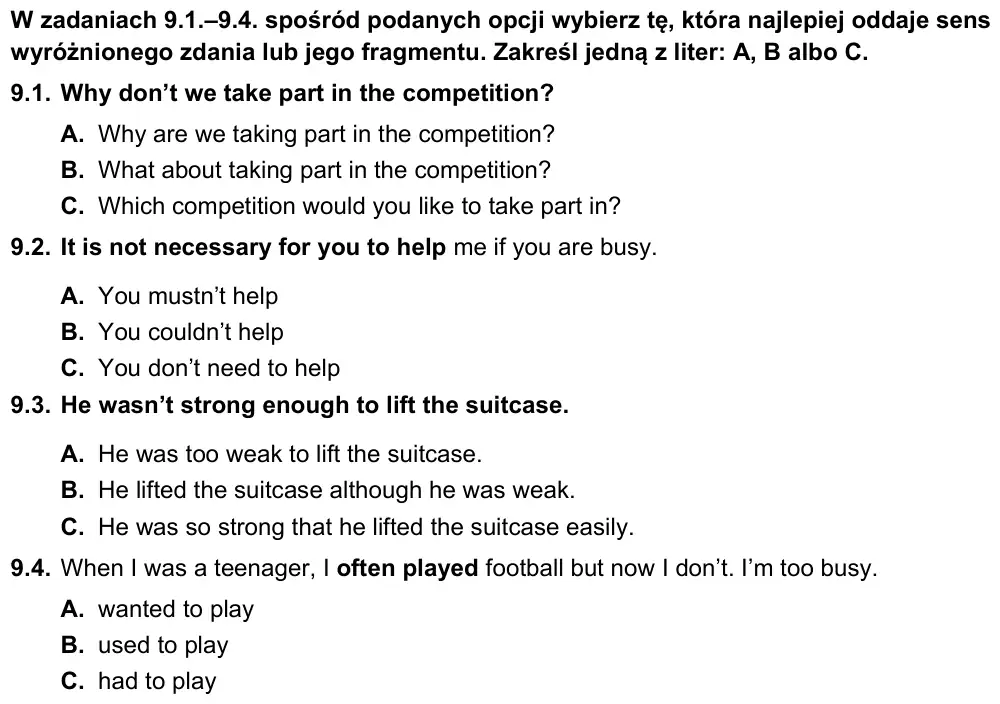 W zadaniach 9.1.–9.4. spośród podanych opcji wybierz tę, która najlepiej oddaje sens
wyróżnionego zdania lub jego fragmentu. Zakreśl jedną z liter: A, B albo C.
9.1. Why don’t we take part in the competition?
A. Why are we taking part in the competition?
B. What about taking part in the competition?
C. Which competition would you like to take part in?
9.2. It is not necessary for you to help me if you are busy.
A. You mustn’t help
B. You couldn’t help
C. You don’t need to help
9.3. He wasn’t strong enough to lift the suitcase.
A. He was too weak to lift the suitcase.
B. He lifted the suitcase although he was weak.
C. He was so strong that he lifted the suitcase easily.
9.4. When I was a teenager, I often played football but now I don’t. I’m too busy.
A. wanted to play
B. used to play
C. had to play